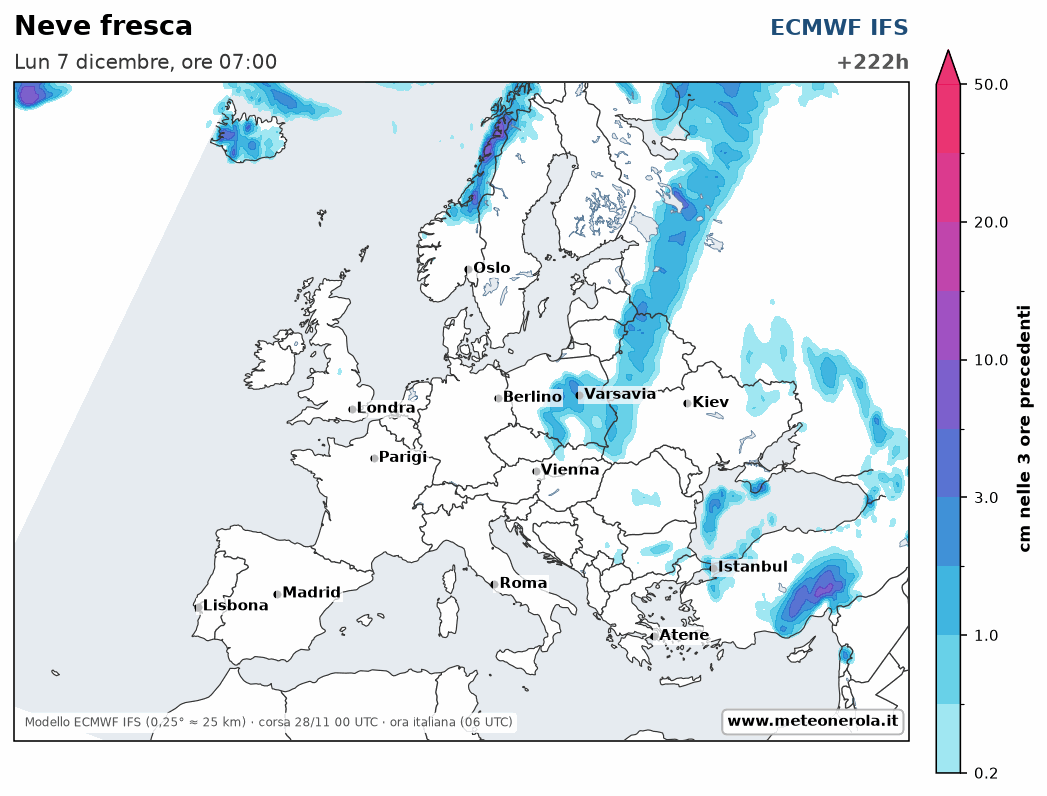 Neve fresca
ECMWF IFS
Lun 7 dicembre, ore 07:00
+222h
50.0
20.0
10.0
3.0
1.0
0.2
cm nelle 3 ore precedenti
Oslo
Berlino
Varsavia
Kiev
Londra
Parigi
Vienna
Istanbul
Roma
Madrid
Lisbona
Atene
Modello ECMWF IFS (0,25° ≈ 25 km) · corsa 28/11 00 UTC · ora italiana (06 UTC)
www.meteonerola.it